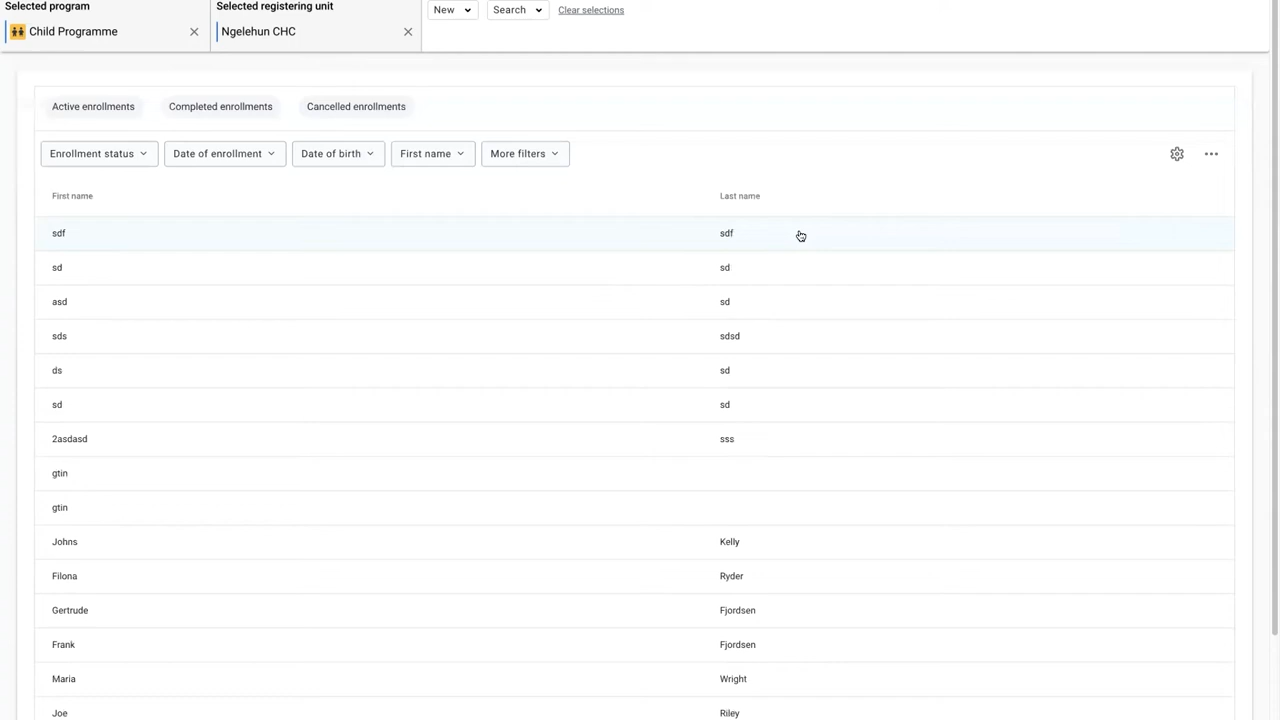 Selected program
Selected registering unit
New
Search
Clear selections
Child Programme
Ngelehun CHC
Active enrollments
Completed enrollments
Cancelled enrollments
Enrollment status
Date of enrollment
Date of birth
First name
More filters
First name
Last name
sdf
sdf
sd
sd
asd
sd
sds
sdsd
ds
sd
sd
sd
2asdasd
sss
gtin
gtin
Johns
Kelly
Filona
Ryder
Gertrude
Fjordsen
Frank
Fjordsen
Maria
Wright
Joe
Riley